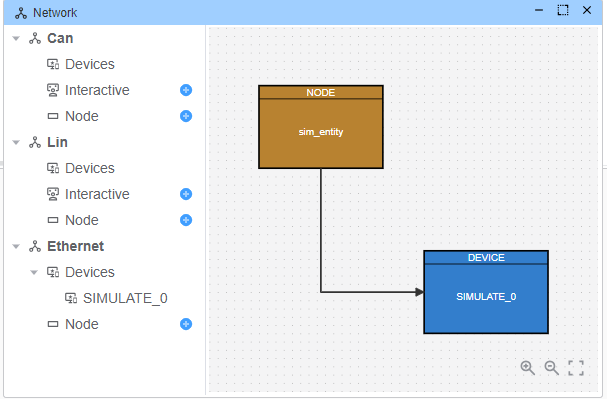 Network
Can
Devices
Interactive
Node
Lin
Devices
Interactive
Node
Ethernet
Devices
SIMULATE_0
Node
NODE
sim_entity
DEVICE
SIMULATE_0